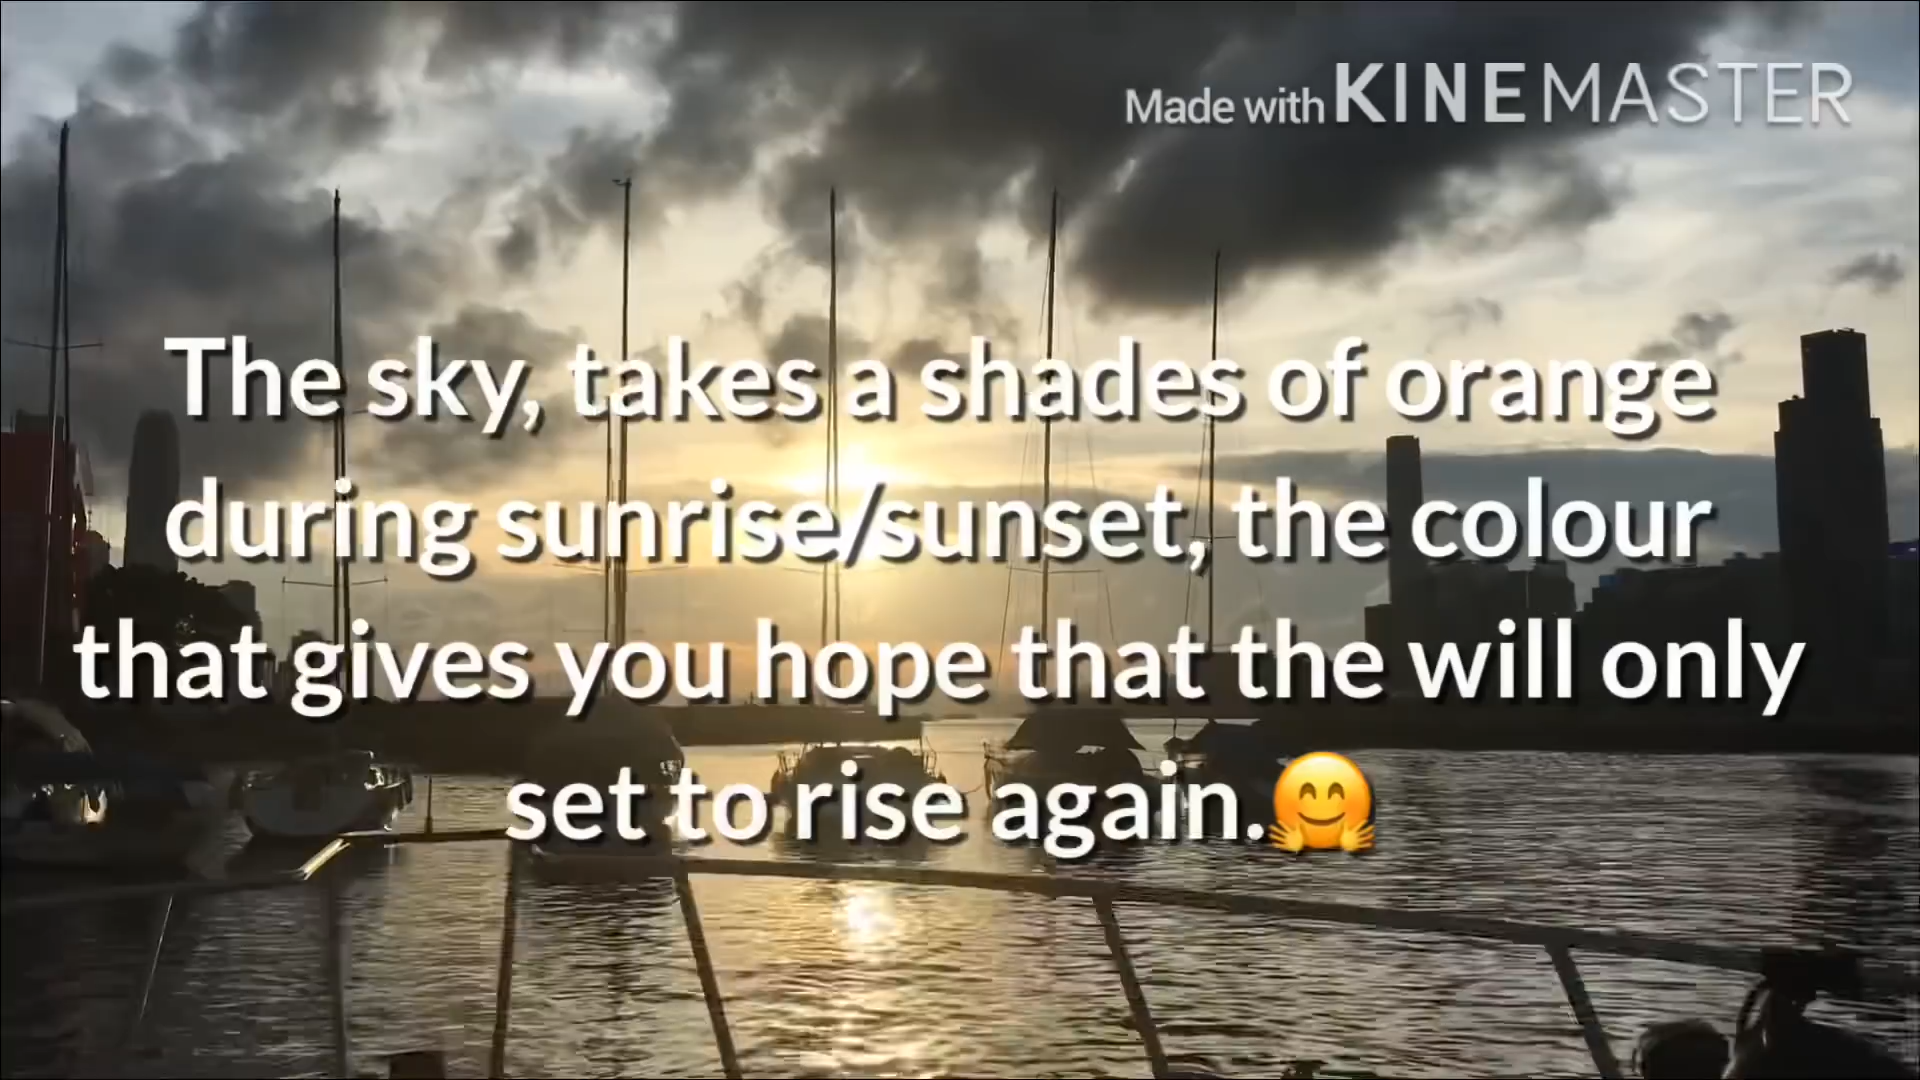 Made with KINEMASTER
The sky, takes a shades of orange
during sunrise/sunset, the colour
that gives you hope that the will only
set to rise again.🤗